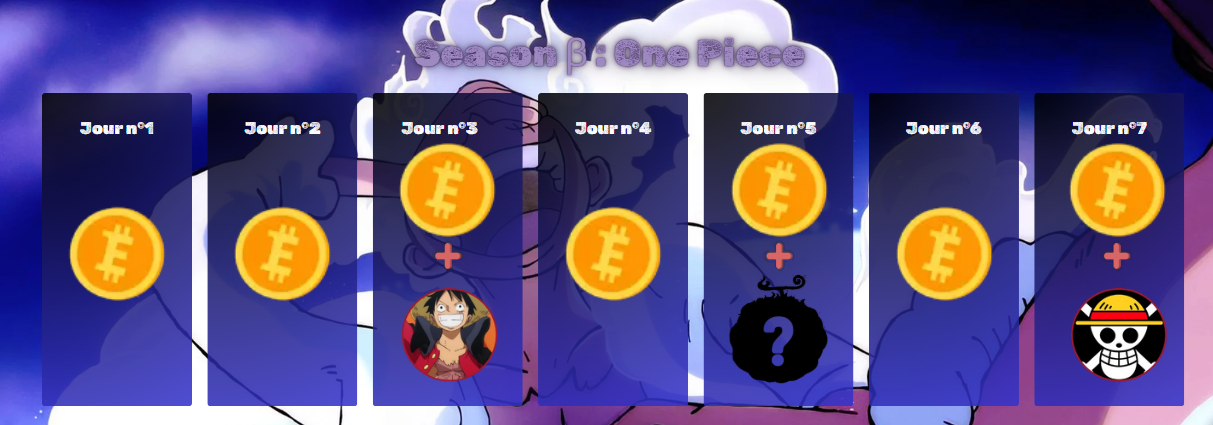 Season β : One Piece
Jour n°1
Jour n°2
Jour n°3
Jour n°4
Jour n°5
Jour n°6
Jour n°7
+
+
+
?